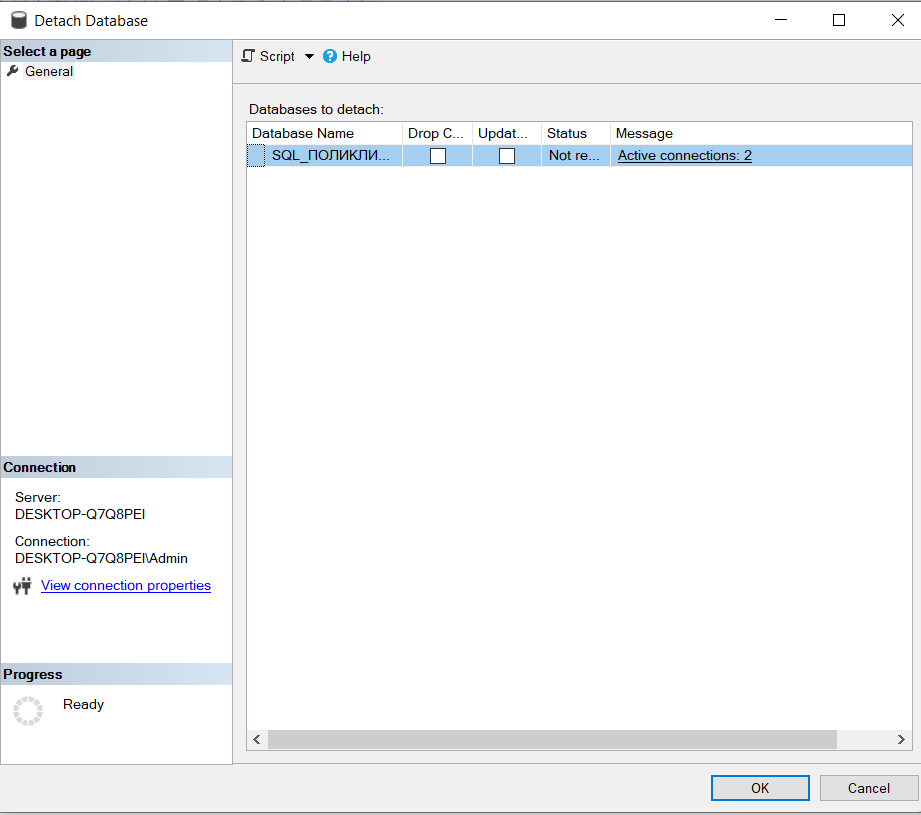 Detach Database
Select a page
General
Script
Help
Databases to detach:
Database Name Drop C... Updat... Status Message
SQL_ПОЛИКЛИ... Not re... Active connections: 2
Connection
Server:
DESKTOP-Q7Q8PEI
Connection:
DESKTOP-Q7Q8PEI\Admin
View connection properties
Progress
Ready
OK
Cancel